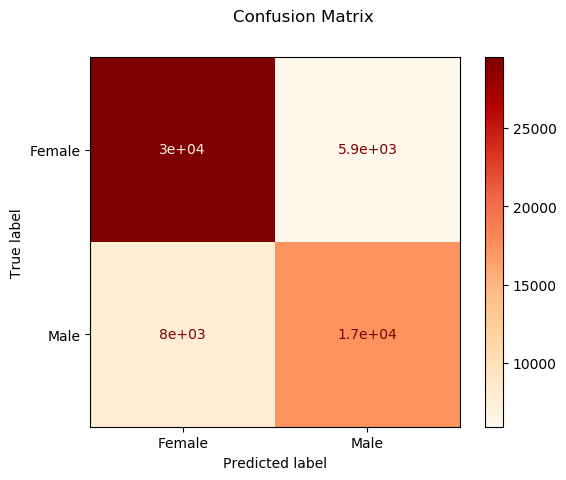 Confusion Matrix
Female
3e+04
5.9e+03
Male
8e+03
1.7e+04
Female
Male
Predicted label
True label
25000
20000
15000
10000